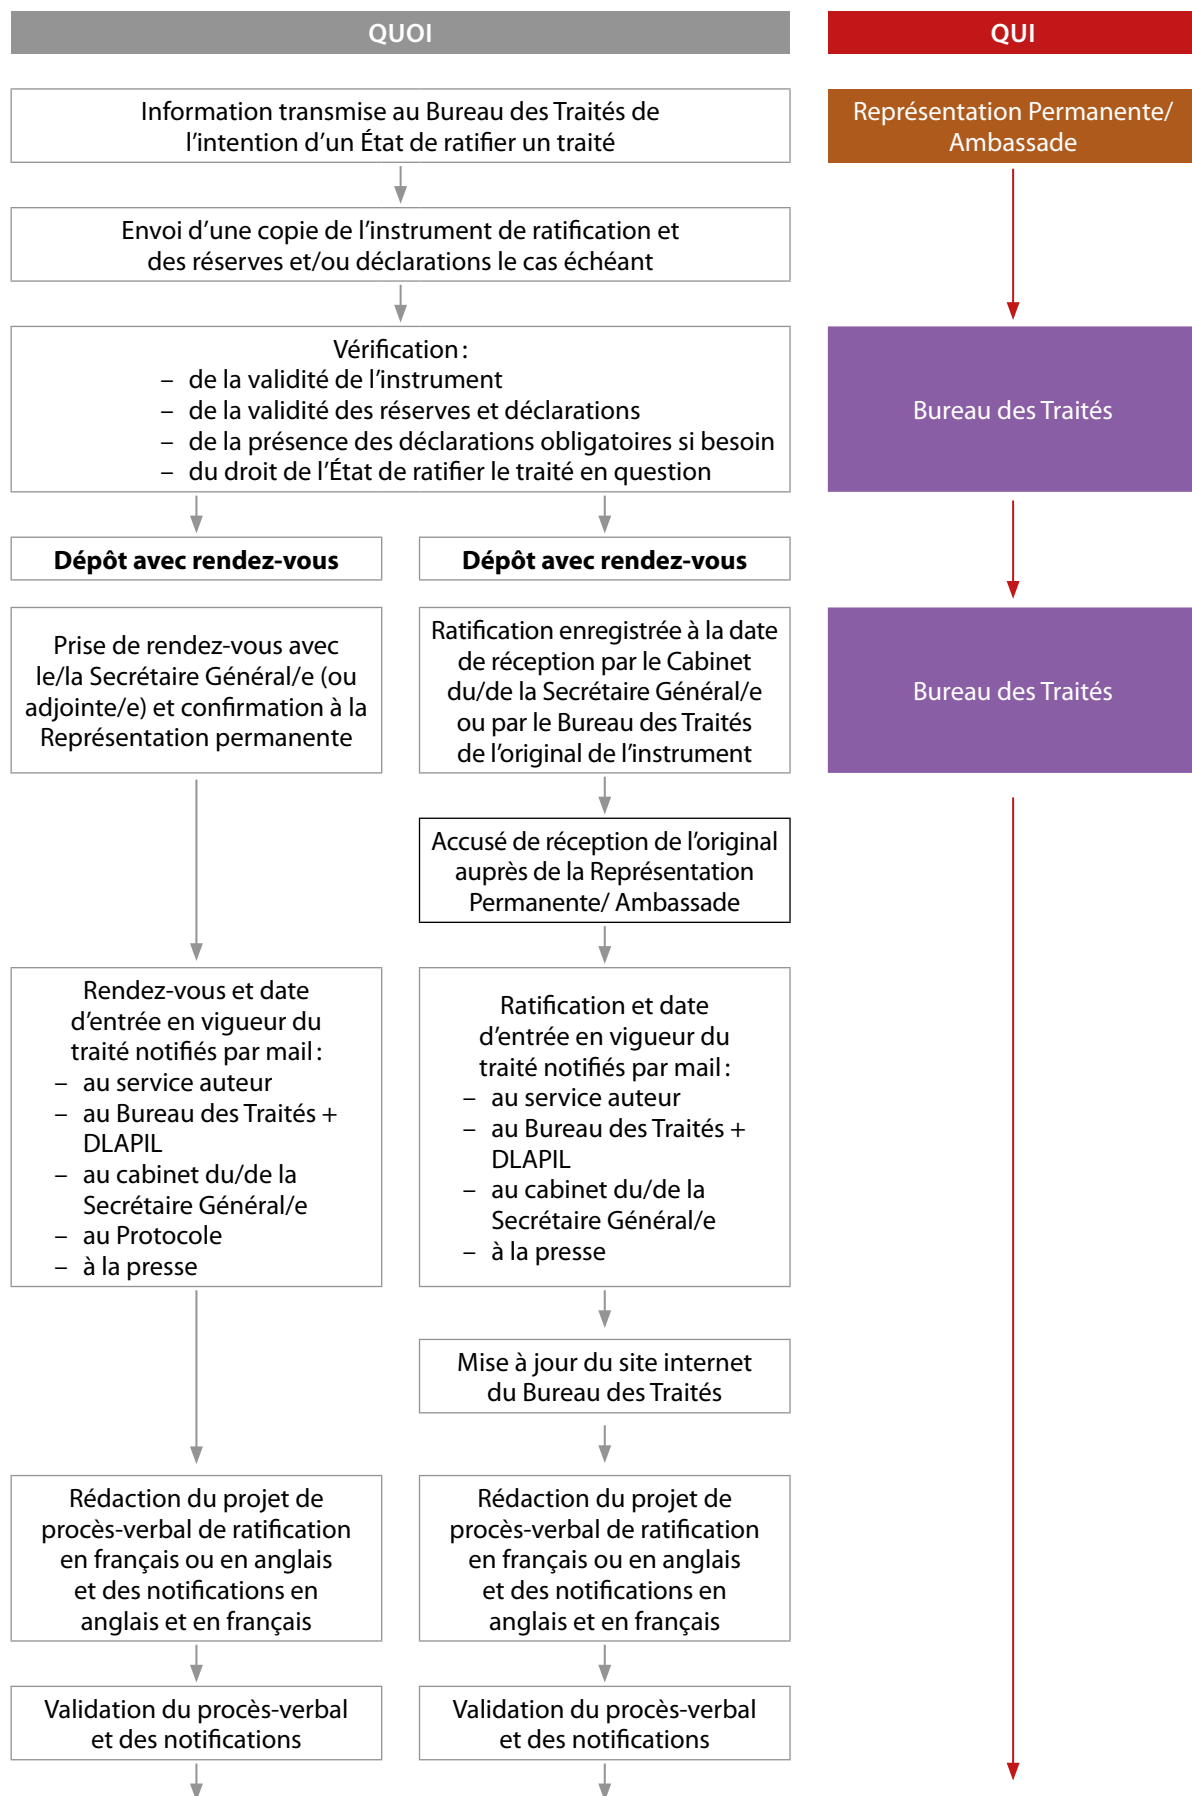 QUOI
QUI
Information transmise au Bureau des Traités de
l’intention d’un État de ratifier un traité
Représentation Permanente/
Ambassade
Envoi d’une copie de l’instrument de ratification et
des réserves et/ou déclarations le cas échéant
Vérification :
– de la validité de l’instrument
– de la validité des réserves et déclarations
– de la présence des déclarations obligatoires si besoin
– du droit de l’État de ratifier le traité en question
Bureau des Traités
Dépôt avec rendez-vous
Dépôt avec rendez-vous
Prise de rendez-vous avec
le/la Secrétaire Général/e (ou
adjointe/e) et confirmation à la
Représentation permanente
Ratification enregistrée à la date
de réception par le Cabinet
du/de la Secrétaire Général/e
ou par le Bureau des Traités
de l’original de l’instrument
Bureau des Traités
Accusé de réception de l’original
auprès de la Représentation
Permanente/ Ambassade
Rendez-vous et date
d’entrée en vigueur du
traité notifiés par mail :
– au service auteur
– au Bureau des Traités +
DLAPIL
– au cabinet du/de la
Secrétaire Général/e
– au Protocole
– à la presse
Ratification et date
d’entrée en vigueur du
traité notifiés par mail :
– au service auteur
– au Bureau des Traités +
DLAPIL
– au cabinet du/de la
Secrétaire Général/e
– à la presse
Mise à jour du site internet
du Bureau des Traités
Rédaction du projet de
procès-verbal de ratification
en français ou en anglais
et des notifications en
anglais et en français
Rédaction du projet de
procès-verbal de ratification
en français ou en anglais
et des notifications en
anglais et en français
Validation du procès-verbal
et des notifications
Validation du procès-verbal
et des notifications